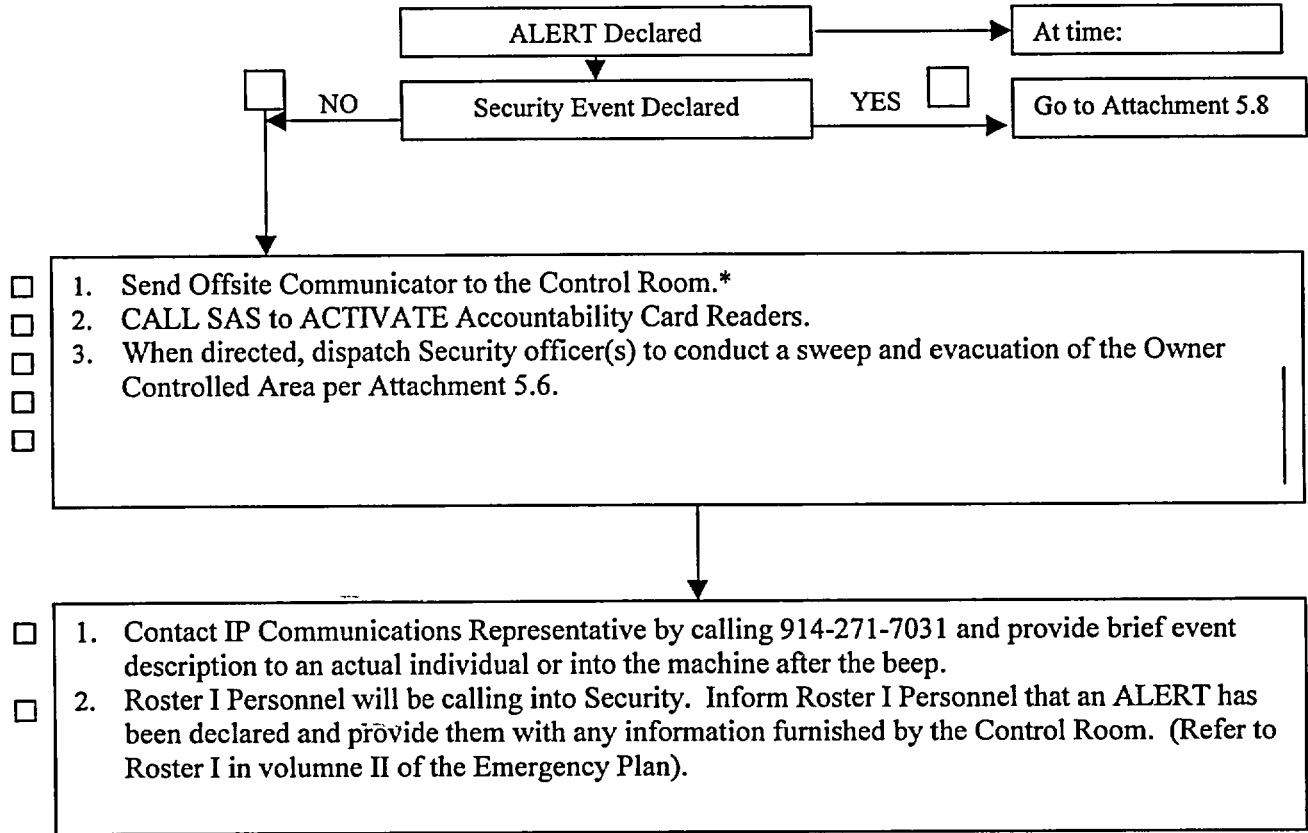 ALERT Declared
At time:
NO
Security Event Declared
YES
Go to Attachment 5.8
1. Send Offsite Communicator to the Control Room.*
2. CALL SAS to ACTIVATE Accountability Card Readers.
3. When directed, dispatch Security officer(s) to conduct a sweep and evacuation of the Owner
Controlled Area per Attachment 5.6.
1. Contact IP Communications Representative by calling 914-271-7031 and provide brief event
description to an actual individual or into the machine after the beep.
2. Roster I Personnel will be calling into Security. Inform Roster I Personnel that an ALERT has
been declared and provide them with any information furnished by the Control Room. (Refer to
Roster I in volumne II of the Emergency Plan).